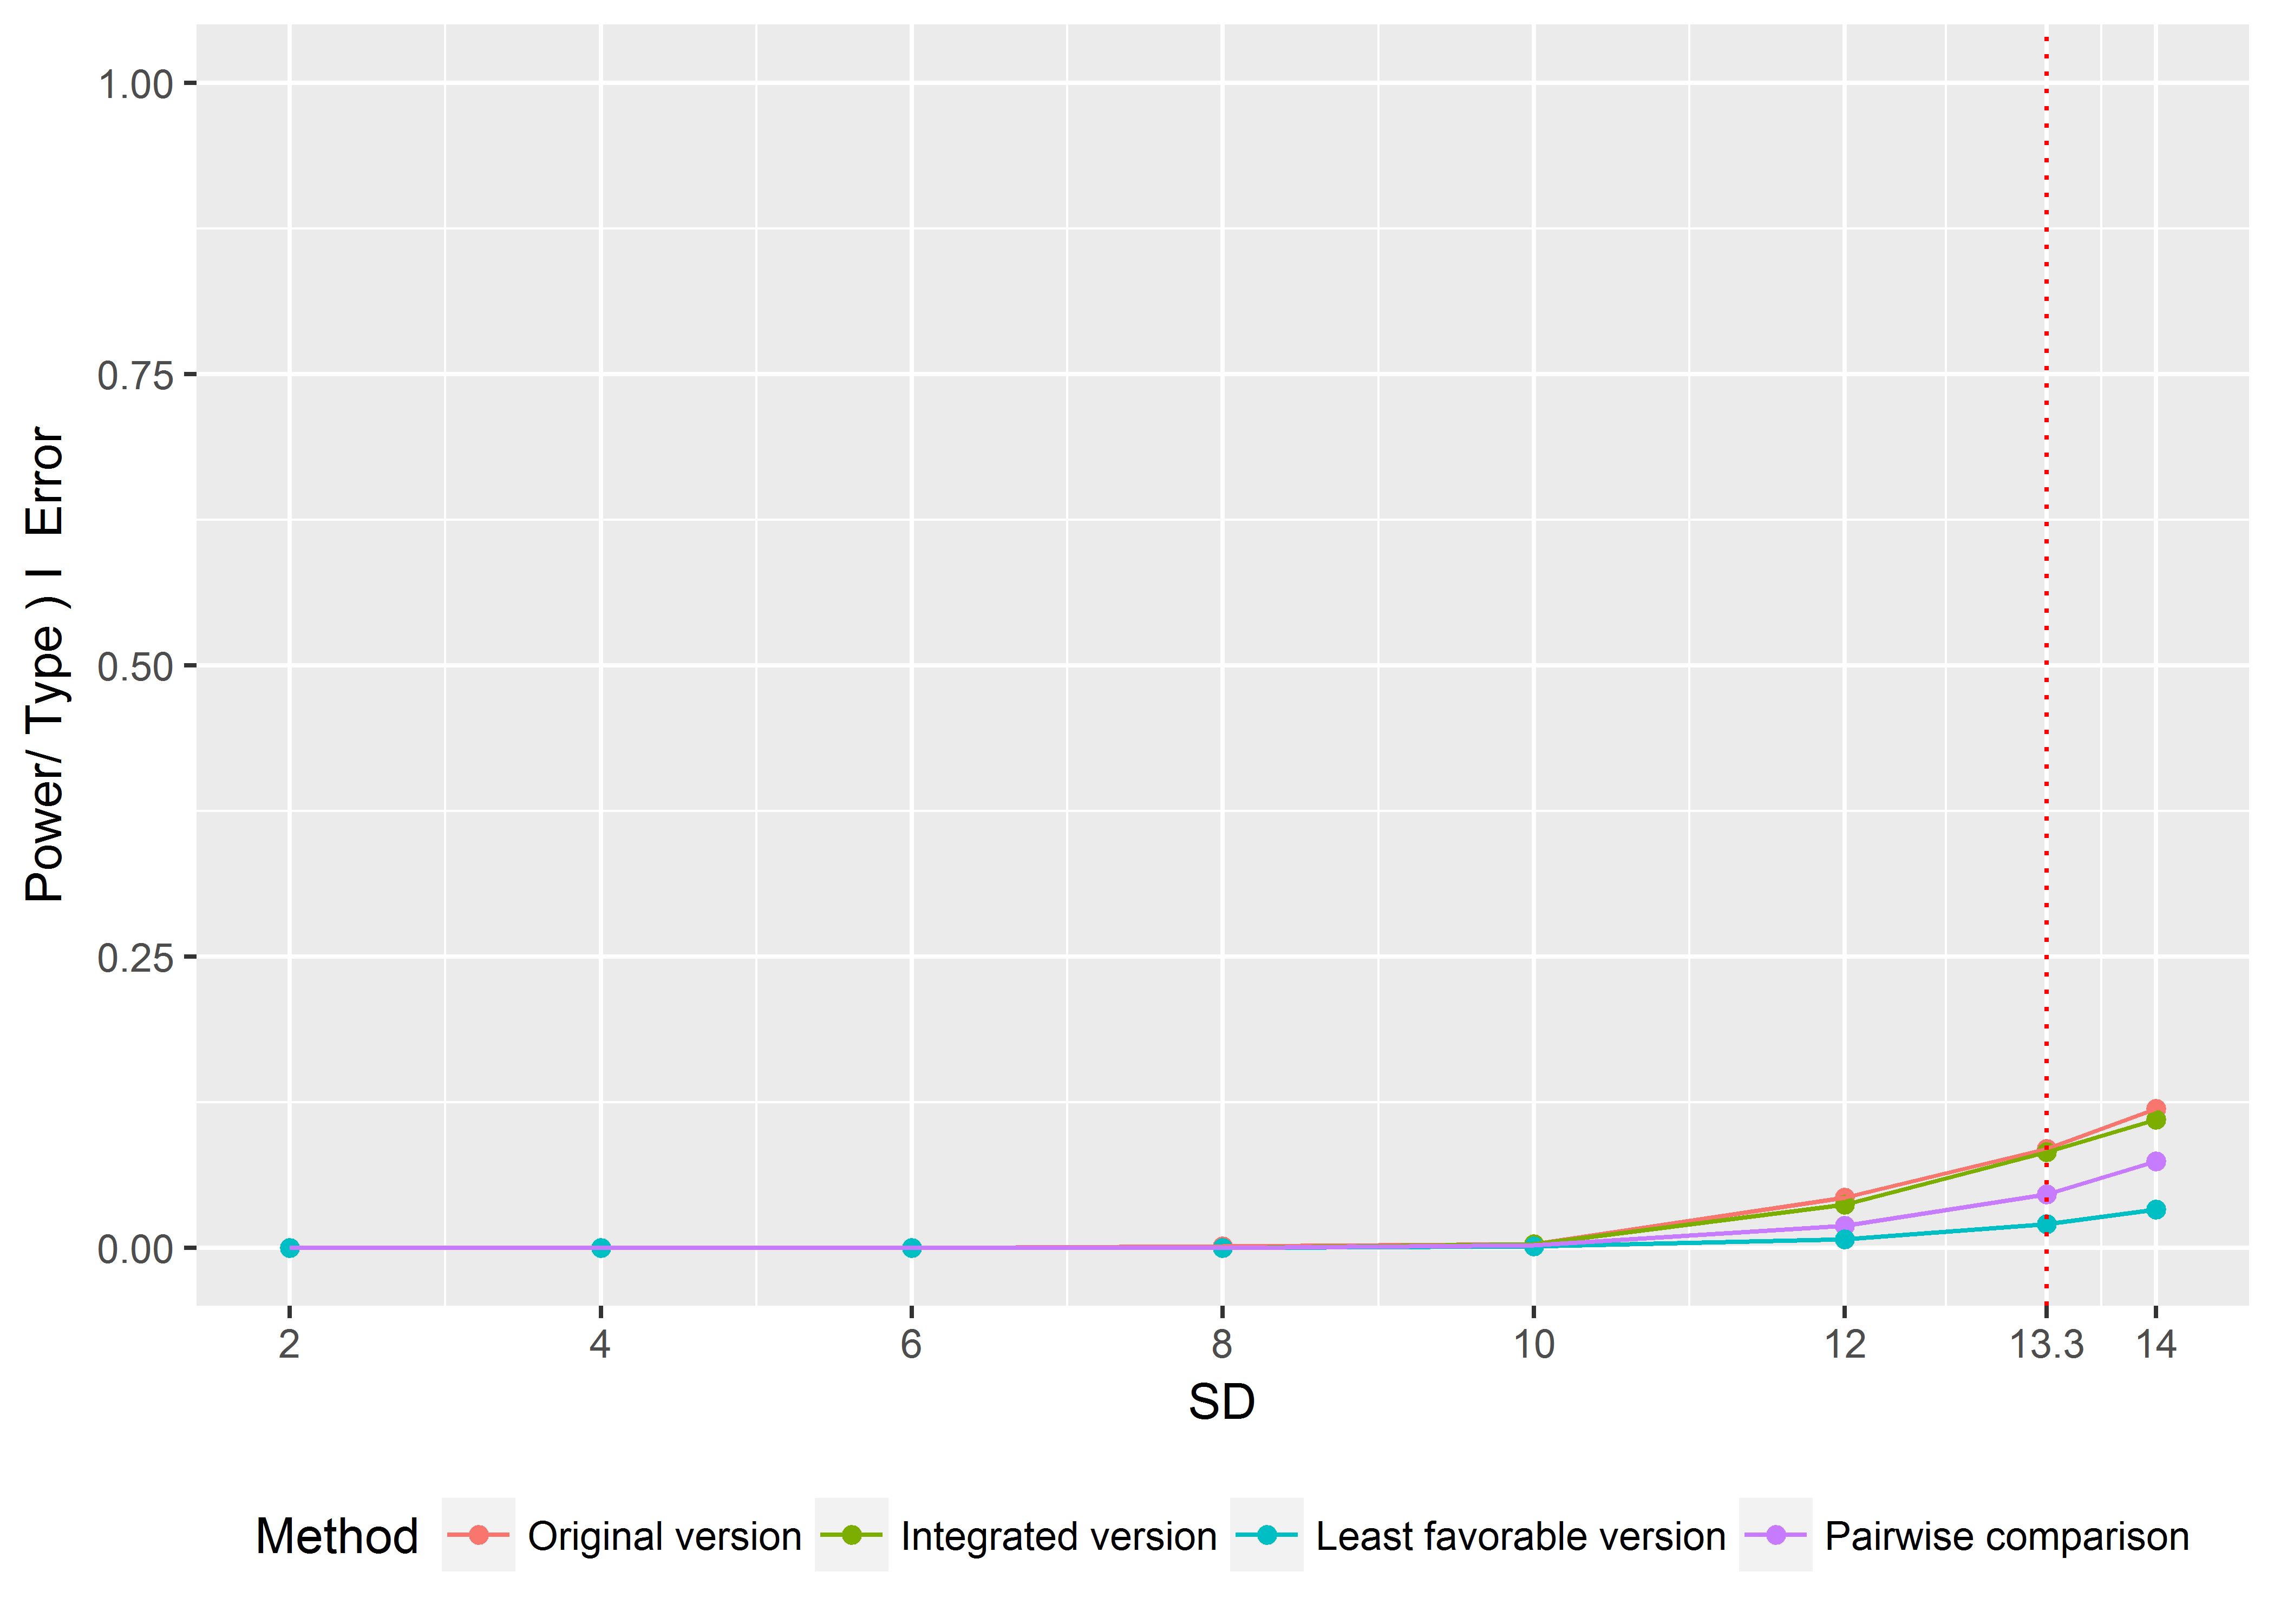 1.00
0.75
0.50
0.25
0.00
Power/ Type ) I Error
2 4 6 8 10 12 13.3 14
SD
Method Original version Integrated version Least favorable version Pairwise comparison